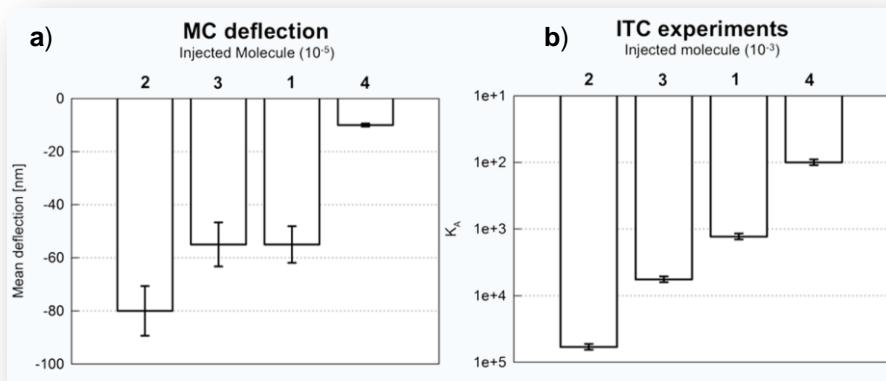 a)
MC deflection
Injected Molecule (10-5)
2 3 1 4
0
-20
-40
-60
-80
-100
Mean deflection [nm]
b)
ITC experiments
Injected molecule (10-3)
2 3 1 4
1e+1
1e+2
1e+3
1e+4
1e+5
KA